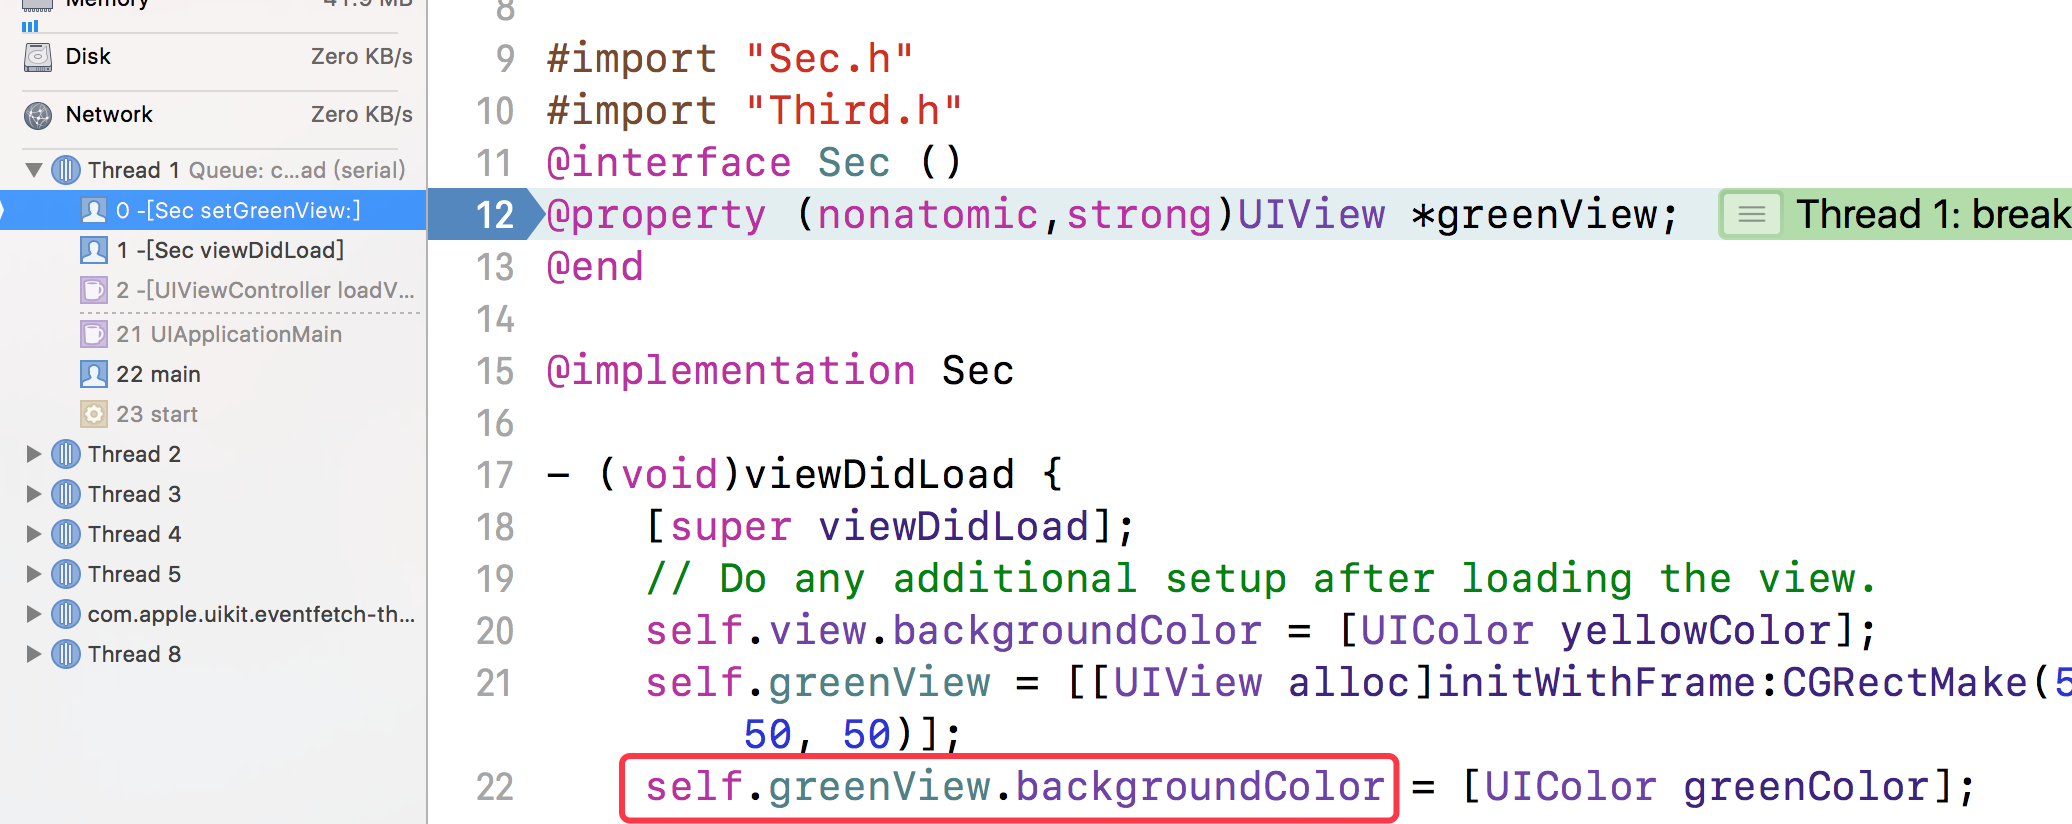 Memory 41.9 MB
Disk Zero KB/s
Network Zero KB/s
Thread 1 Queue: c...ad (serial)
0 -[Sec setGreenView:]
1 -[Sec viewDidLoad]
2 -[UIViewController loadV...
21 UIApplicationMain
22 main
23 start
Thread 2
Thread 3
Thread 4
Thread 5
com.apple.uikit.eventfetch-th...
Thread 8
8
9 #import "Sec.h"
10 #import "Third.h"
11 @interface Sec ()
12 @property (nonatomic,strong)UIView *greenView; Thread 1: break
13 @end
14
15 @implementation Sec
16
17 - (void)viewDidLoad {
18 [super viewDidLoad];
19 // Do any additional setup after loading the view.
20 self.view.backgroundColor = [UIColor yellowColor];
21 self.greenView = [[UIView alloc]initWithFrame:CGRectMake(5
50, 50)];
22 self.greenView.backgroundColor = [UIColor greenColor];